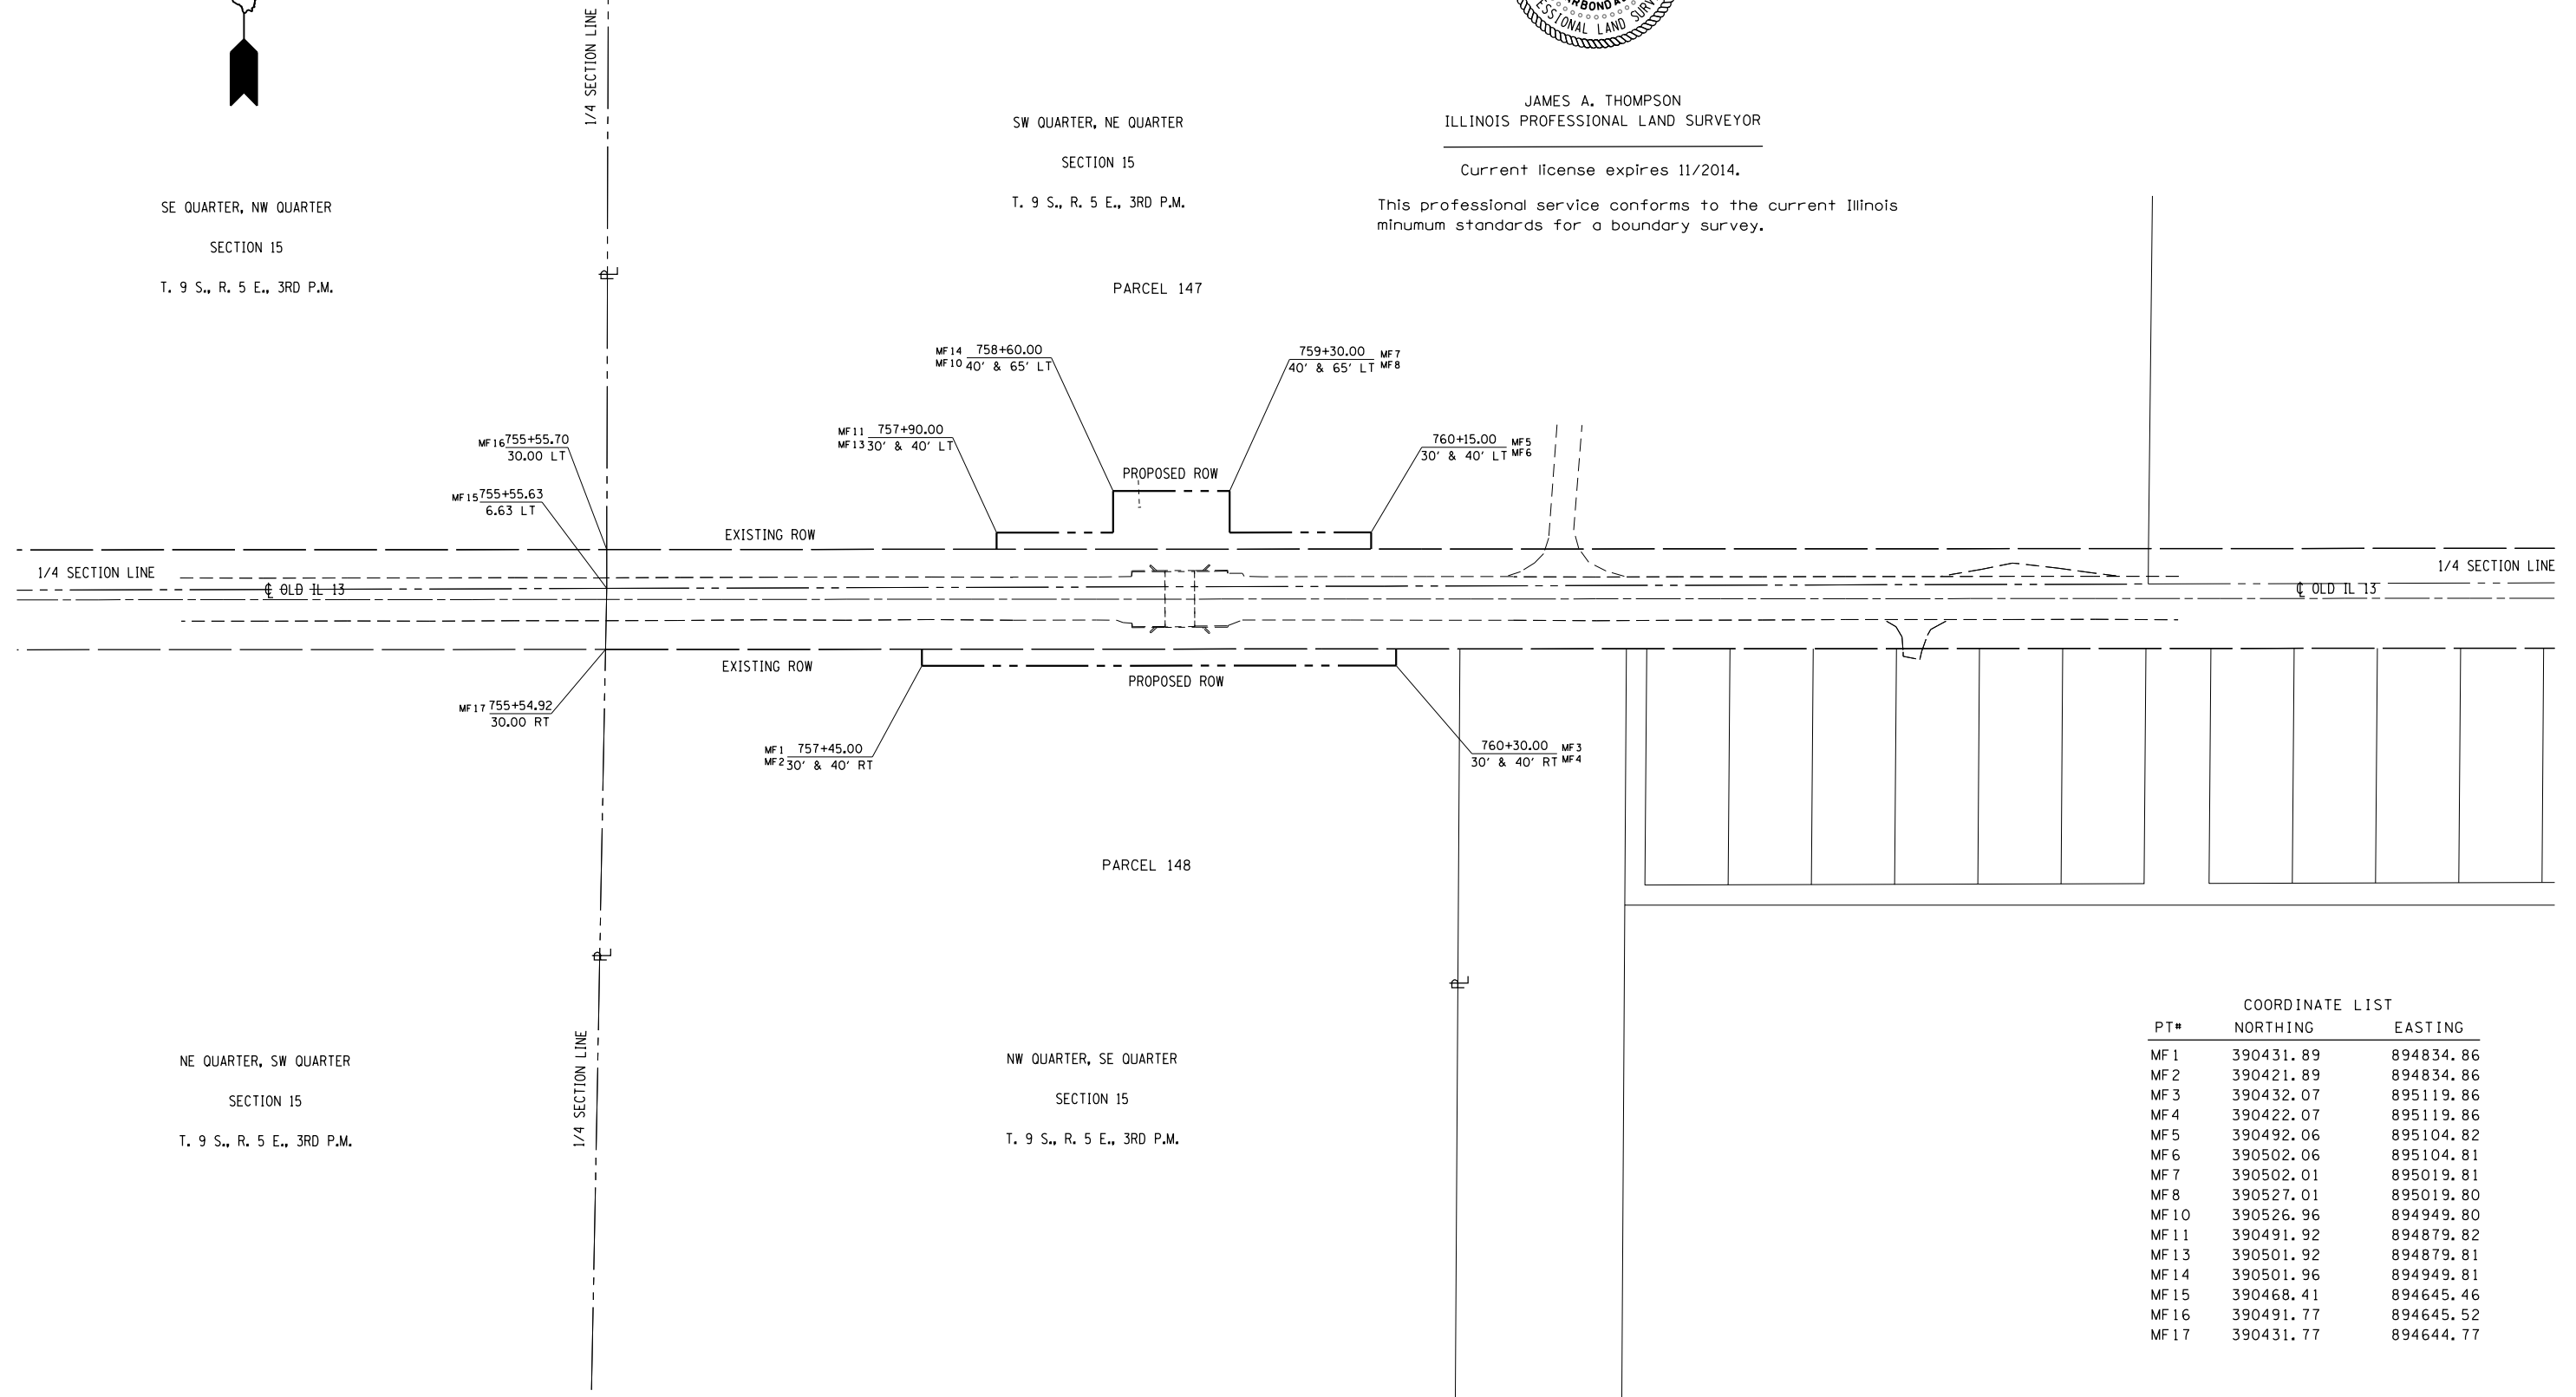 RBONDA
ESSIONAL LAND SURV
1/4 SECTION LINE
JAMES A. THOMPSON
ILLINOIS PROFESSIONAL LAND SURVEYOR
Current license expires 11/2014.
This professional service conforms to the current Illinois
minumum standards for a boundary survey.
SW QUARTER, NE QUARTER
SECTION 15
T. 9 S., R. 5 E., 3RD P.M.
SE QUARTER, NW QUARTER
SECTION 15
T. 9 S., R. 5 E., 3RD P.M.
PL
PARCEL 147
MF14 758+60.00
MF10 40' & 65' LT
759+30.00 MF7
40' & 65' LT MF8
MF11 757+90.00
MF13 30' & 40' LT
760+15.00 MF5
30' & 40' LT MF6
MF16 755+55.70
30.00 LT
MF15 755+55.63
6.63 LT
PROPOSED ROW
EXISTING ROW
1/4 SECTION LINE
1/4 SECTION LINE
CL OLD IL 13
CL OLD IL 13
EXISTING ROW
PROPOSED ROW
MF17 755+54.92
30.00 RT
MF1 757+45.00
MF2 30' & 40' RT
760+30.00 MF3
30' & 40' RT MF4
PARCEL 148
PL
PL
1/4 SECTION LINE
NE QUARTER, SW QUARTER
SECTION 15
T. 9 S., R. 5 E., 3RD P.M.
NW QUARTER, SE QUARTER
SECTION 15
T. 9 S., R. 5 E., 3RD P.M.
COORDINATE LIST
PT# NORTHING EASTING
MF1 390431.89 894834.86
MF2 390421.89 894834.86
MF3 390432.07 895119.86
MF4 390422.07 895119.86
MF5 390492.06 895104.82
MF6 390502.06 895104.81
MF7 390502.01 895019.81
MF8 390527.01 895019.80
MF10 390526.96 894949.80
MF11 390491.92 894879.82
MF13 390501.92 894879.81
MF14 390501.96 894949.81
MF15 390468.41 894645.46
MF16 390491.77 894645.52
MF17 390431.77 894644.77